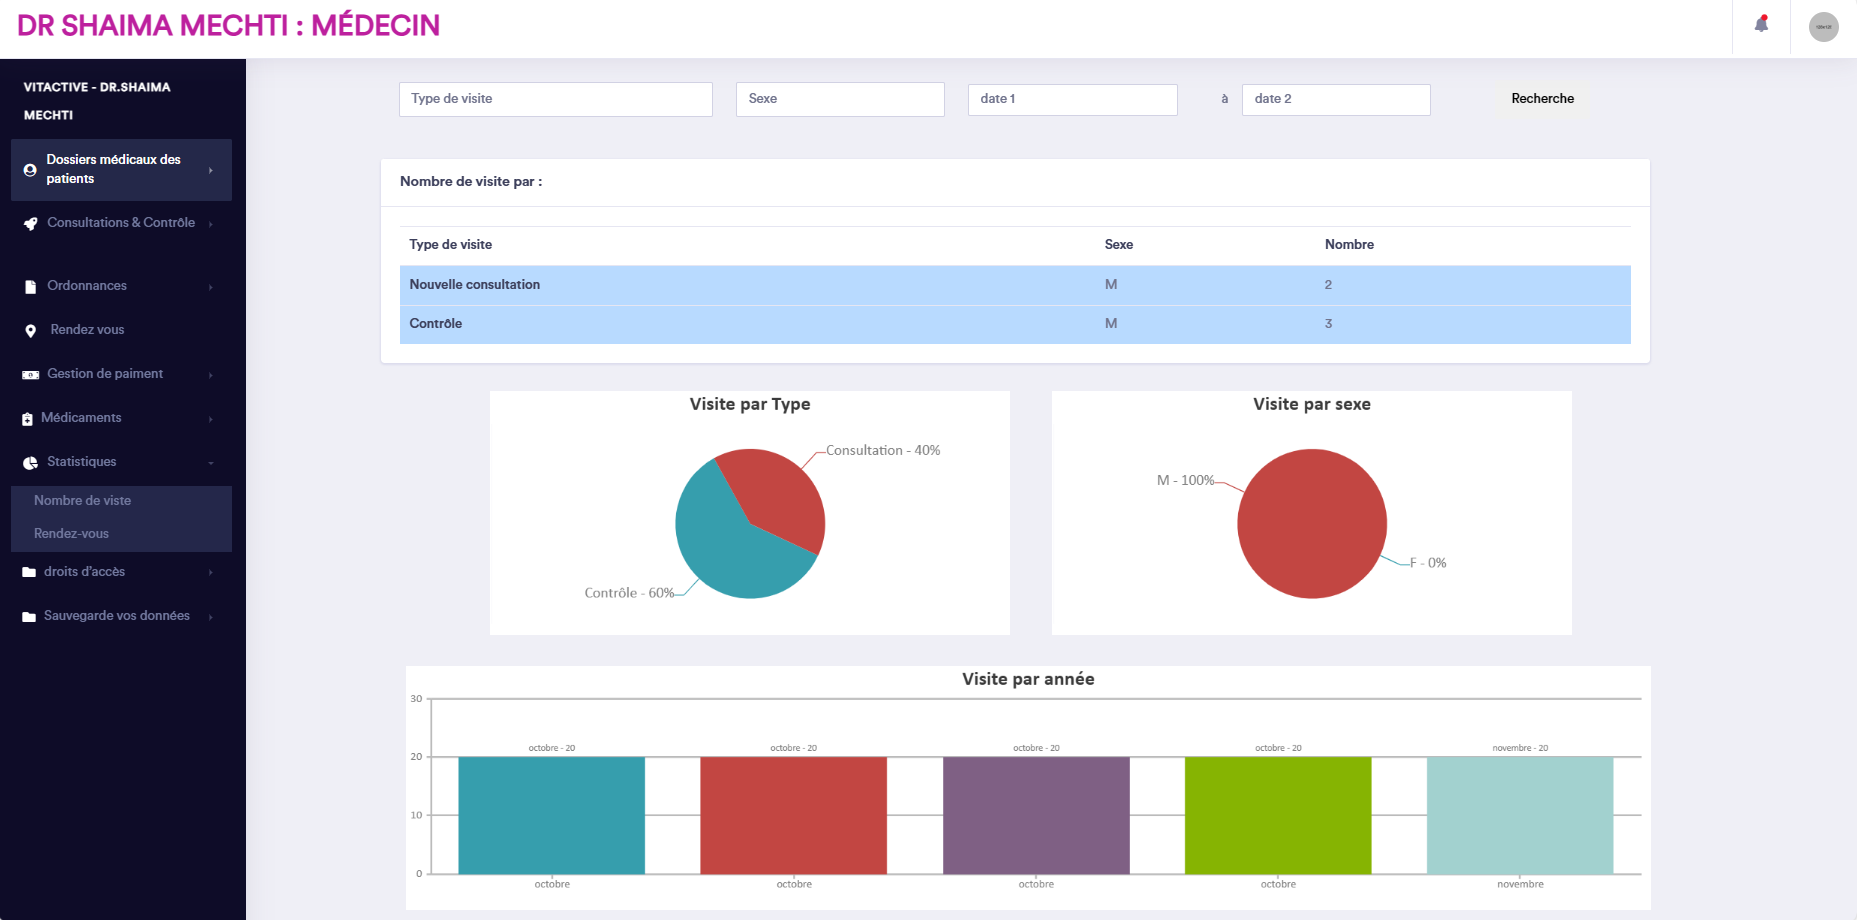 DR SHAIMA MECHTI : MÉDECIN
VITACTIVE - DR.SHAIMA
MECHTI
Dossiers médicaux des
patients
Consultations & Contrôle
Ordonnances
Rendez vous
Gestion de paiment
Médicaments
Statistiques
Nombre de viste
Rendez-vous
droits d'accès
Sauvegarde vos données
Type de visite
Sexe
date 1
à
date 2
Recherche
Nombre de visite par :
Type de visite Sexe Nombre
Nouvelle consultation M 2
Contrôle M 3
Visite par Type
Consultation - 40%
Contrôle - 60%
Visite par sexe
M - 100%
F - 0%
Visite par année
30
20
10
0
octobre - 20
octobre - 20
octobre - 20
octobre - 20
novembre - 20
octobre
octobre
octobre
octobre
novembre